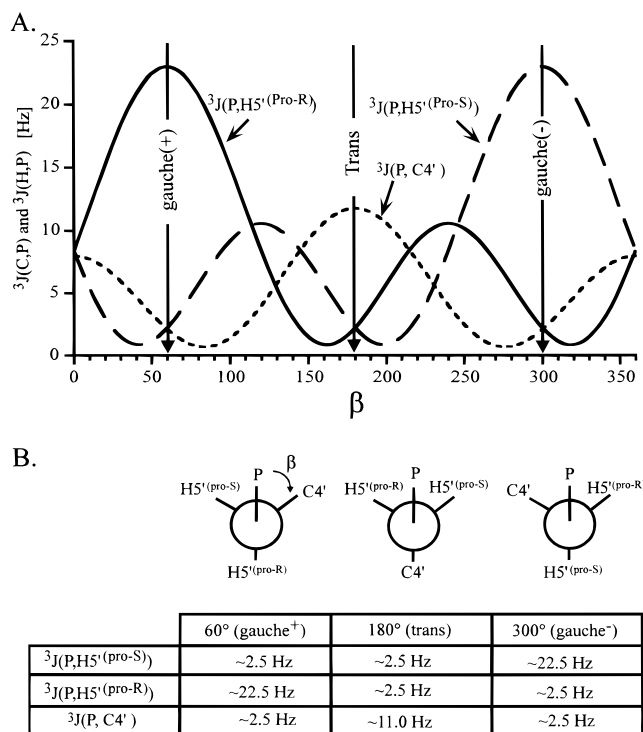 A.
25
20
15
10
5
0
³J(C,P) and ³J(H,P) [Hz]
³J(P,H5'(Pro-R))
³J(P,H5'(Pro-S))
³J(P, C4')
gauche(+)
Trans
gauche(-)
0 50 100 150 200 250 300 350
β
B.
P β
H5'(pro-S) C4'
H5'(pro-R)
P
H5'(pro-R) H5'(pro-S)
C4'
P
C4' H5'(pro-R
H5'(pro-S)
60° (gauche⁺) 180° (trans) 300° (gauche⁻)
³J(P,H5'(pro-S)) ~2.5 Hz ~2.5 Hz ~22.5 Hz
³J(P,H5'(pro-R)) ~22.5 Hz ~2.5 Hz ~2.5 Hz
³J(P, C4') ~2.5 Hz ~11.0 Hz ~2.5 Hz